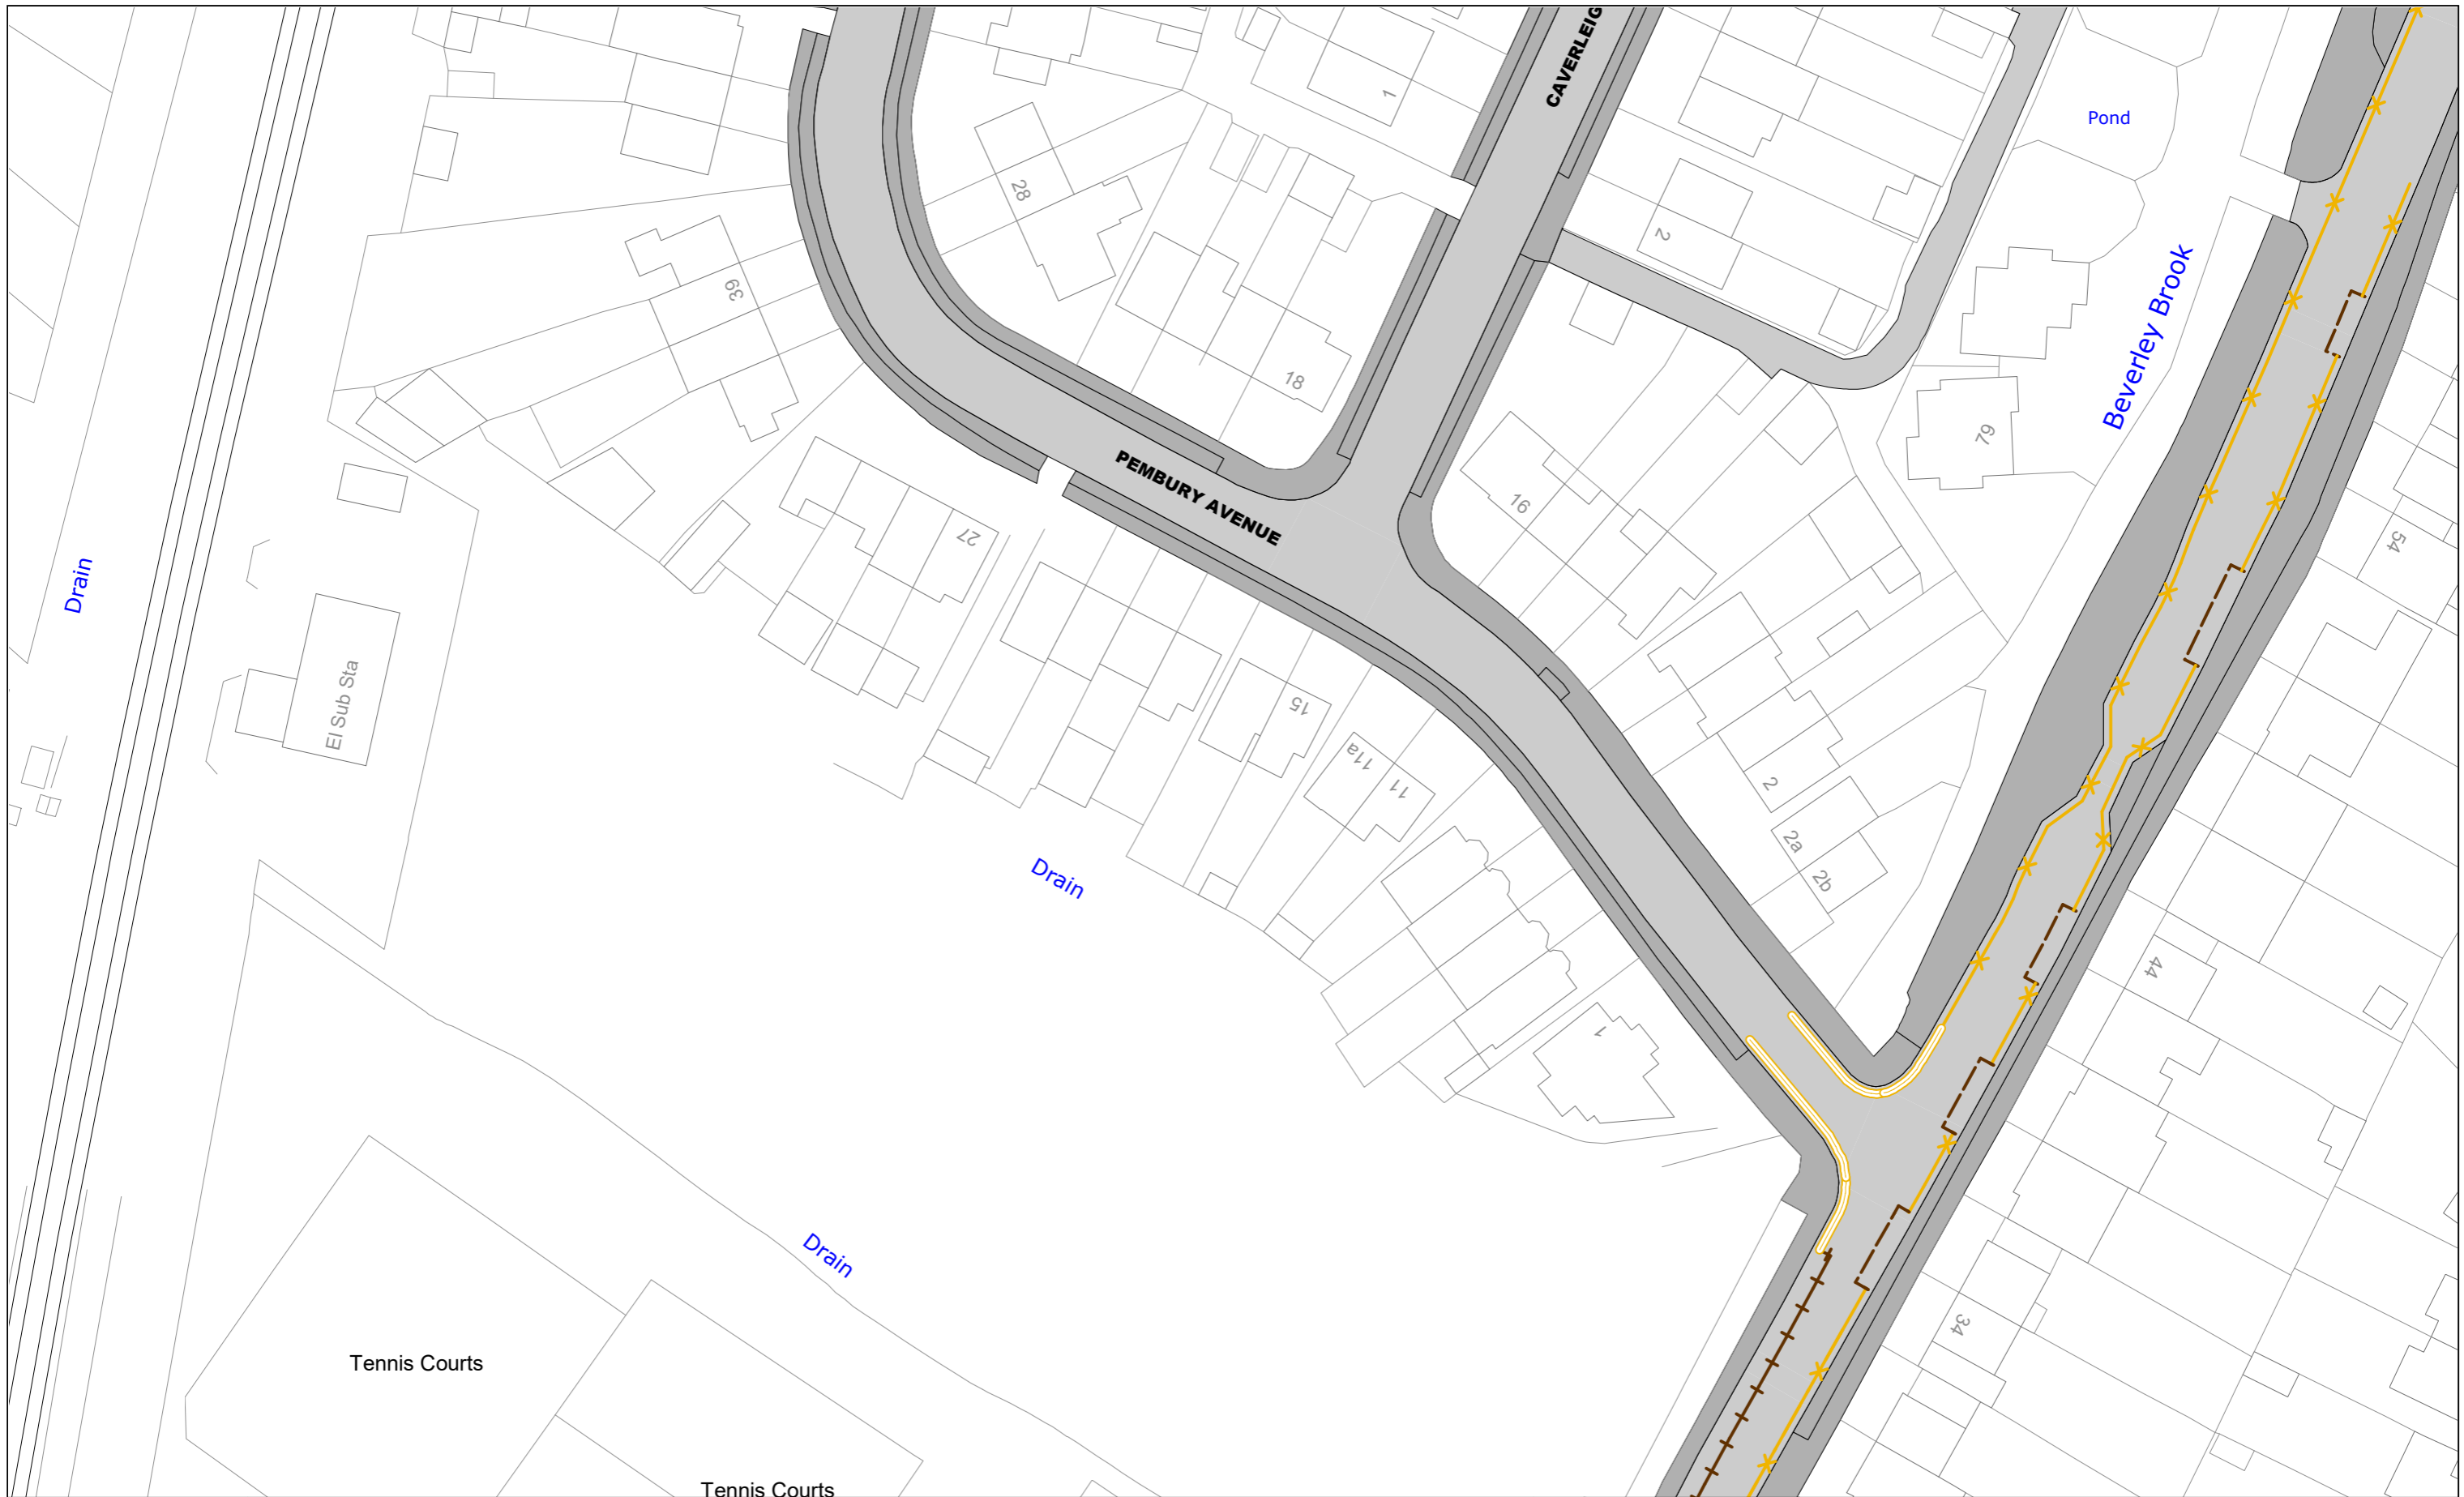 CAVERLEIG
1
Pond
28
2
39
Beverley Brook
18
79
PEMBURY AVENUE
16
27
54
Drain
El Sub Sta
15
11a
11
2
2a
2b
Drain
44
1
Drain
34
Tennis Courts
Tennis Courts